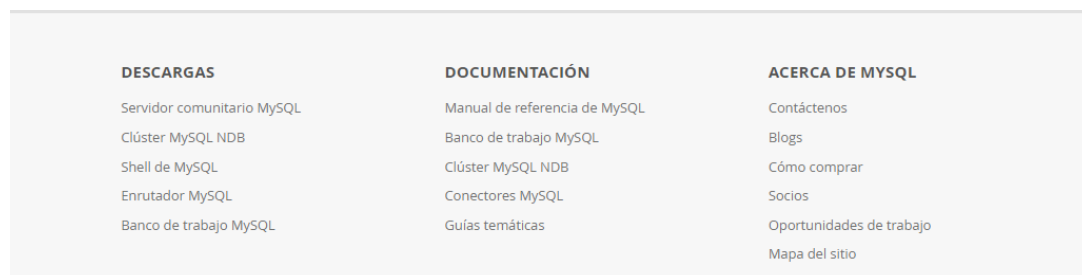 DESCARGAS
Servidor comunitario MySQL
Clúster MySQL NDB
Shell de MySQL
Enrutador MySQL
Banco de trabajo MySQL
DOCUMENTACIÓN
Manual de referencia de MySQL
Banco de trabajo MySQL
Clúster MySQL NDB
Conectores MySQL
Guías temáticas
ACERCA DE MYSQL
Contáctenos
Blogs
Cómo comprar
Socios
Oportunidades de trabajo
Mapa del sitio